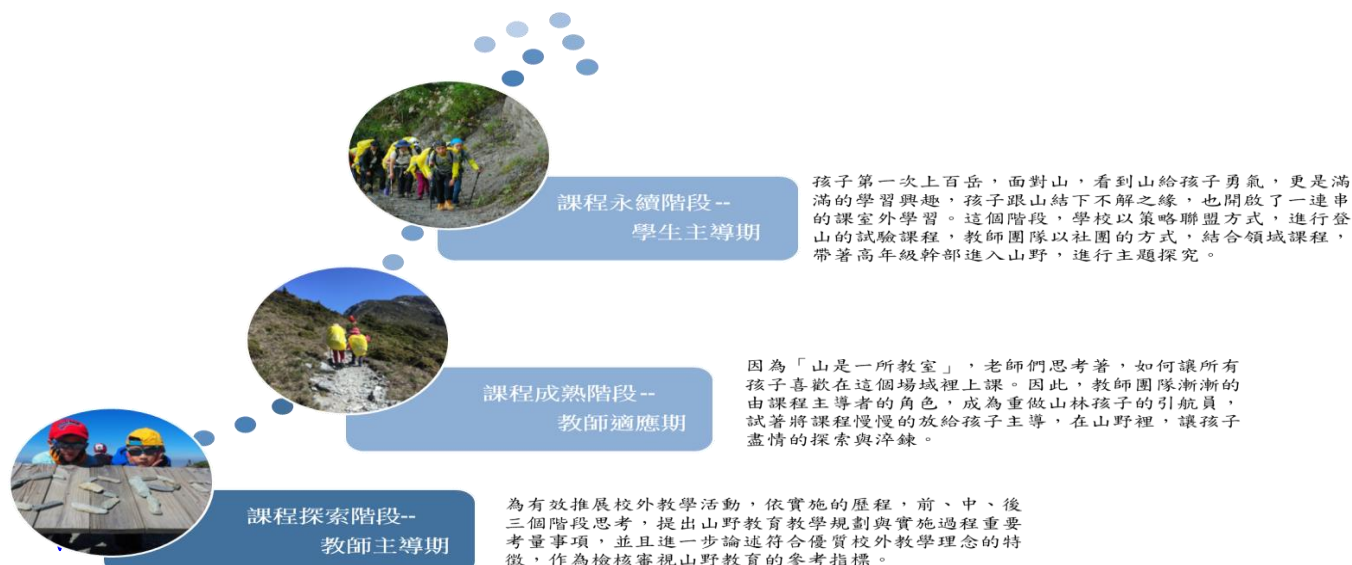 課程永續階段--
學生主導期
孩子第一次上百岳，面對山，看到山給孩子勇氣，更是滿
滿的學習興趣，孩子跟山結下不解之緣，也開啟了一連串
的課室外學習。這個階段，學校以策略聯盟方式，進行登
山的試驗課程，教師團隊以社團的方式，結合領域課程，
帶著高年級幹部進入山野，進行主題探究。
課程成熟階段--
教師適應期
因為「山是一所教室」，老師們思考著，如何讓所有
孩子喜歡在這個場域裡上課。因此，教師團隊漸漸的
由課程主導者的角色，成為重做山林孩子的引航員，
試著將課程慢慢的放給孩子主導，在山野裡，讓孩子
盡情的探索與淬鍊。
課程探索階段--
教師主導期
為有效推展校外教學活動，依實施的歷程，前、中、後
三個階段思考，提出山野教育教學規劃與實施過程重要
考量事項，並且進一步論述符合優質校外教學理念的特
徵，作為檢核審視山野教育的參考指標。